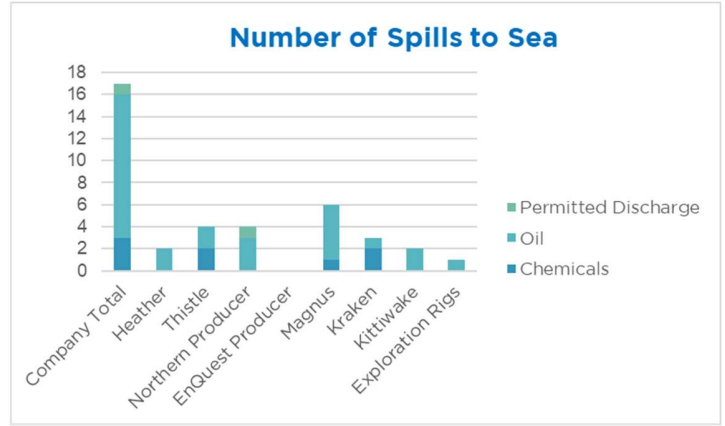 Number of Spills to Sea
18
16
14
12
10
8
6
4
2
0
Company Total
Heather
Thistle
Northern Producer
EnQuest Producer
Magnus
Kraken
Kittiwake
Exploration Rigs
Permitted Discharge
Oil
Chemicals